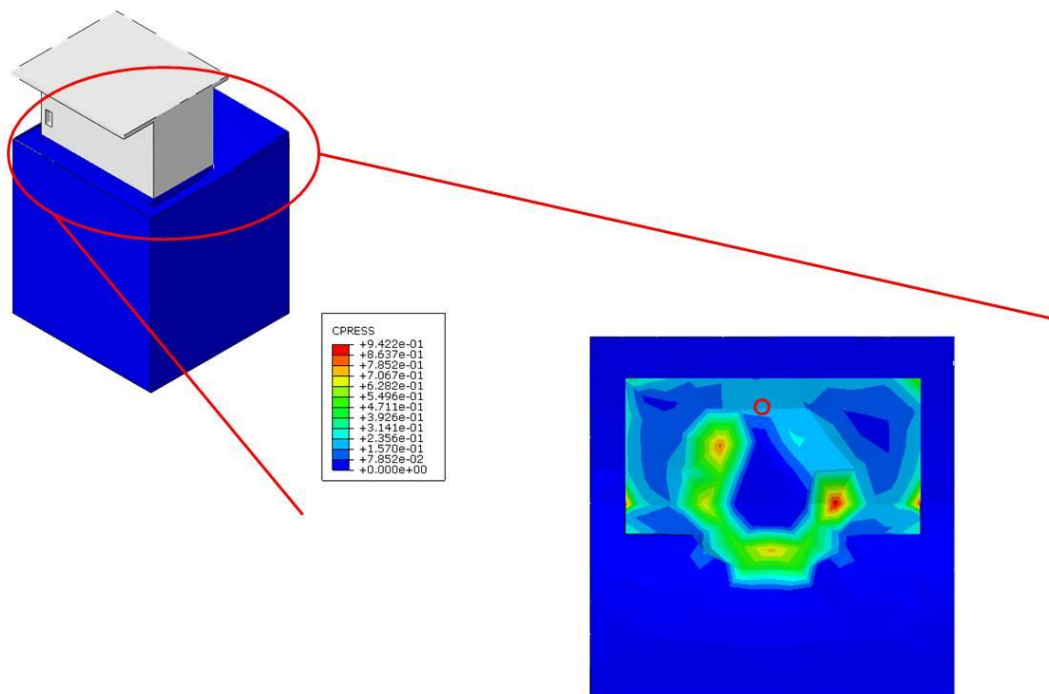 CPRESS
+9.422e-01
+8.637e-01
+7.852e-01
+7.067e-01
+6.282e-01
+5.496e-01
+4.711e-01
+3.926e-01
+3.141e-01
+2.356e-01
+1.570e-01
+7.852e-02
+0.000e+00